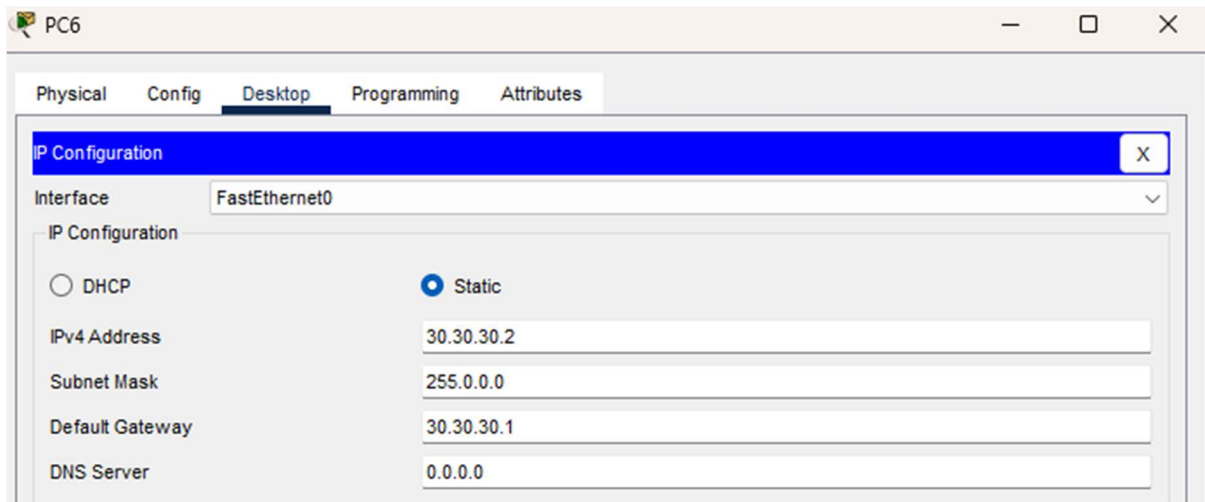 PC6
Physical Config Desktop Programming Attributes
IP Configuration X
Interface FastEthernet0
IP Configuration
DHCP Static
IPv4 Address 30.30.30.2
Subnet Mask 255.0.0.0
Default Gateway 30.30.30.1
DNS Server 0.0.0.0